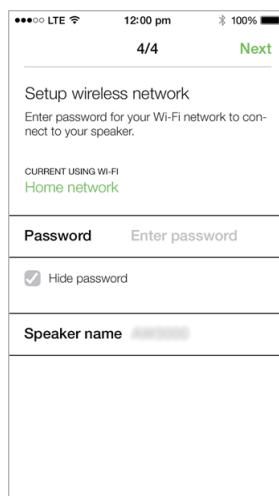 LTE 12:00 pm 100%
4/4 Next
Setup wireless network
Enter password for your Wi-Fi network to con-
nect to your speaker.
CURRENT USING WI-FI
Home network
Password Enter password
Hide password
Speaker name